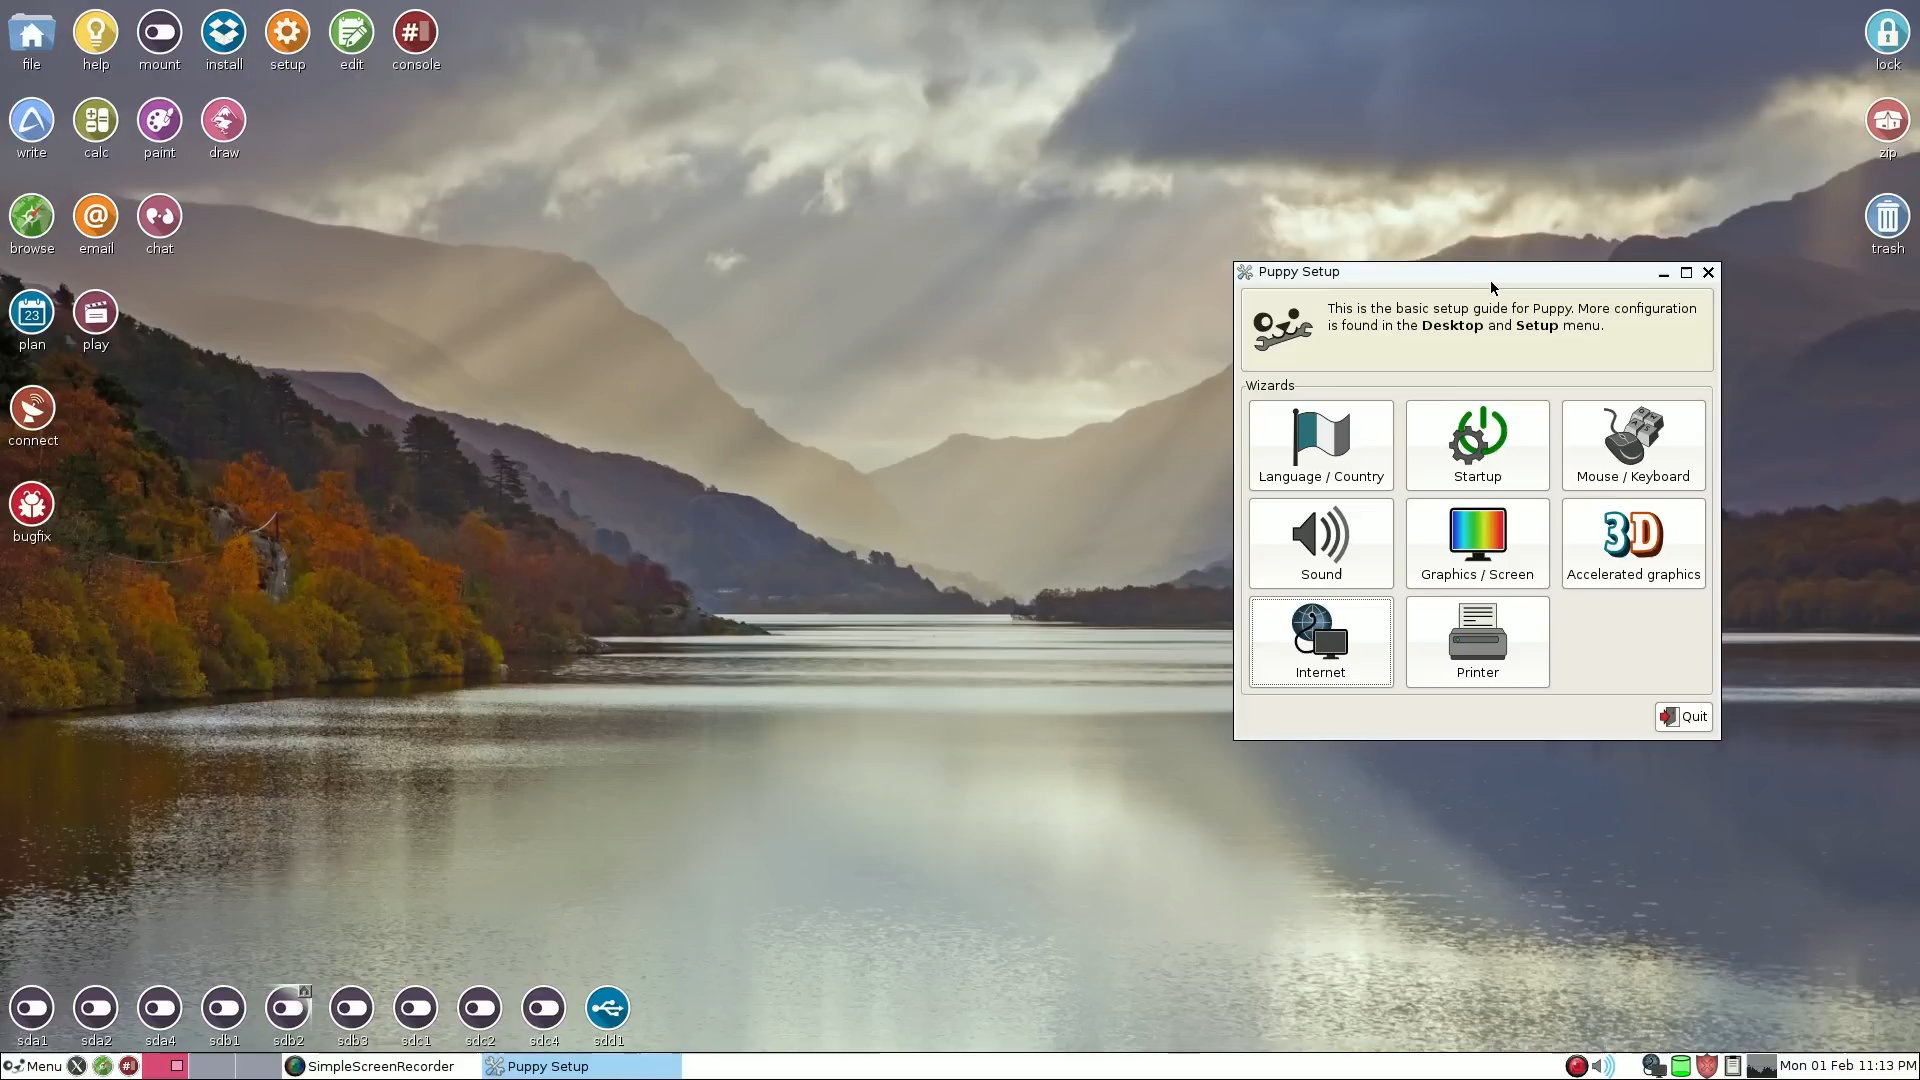 file
help
mount
install
setup
edit
console
lock
write
calc
paint
draw
zip
browse
email
chat
trash
23
plan
play
connect
bugfix
Puppy Setup
This is the basic setup guide for Puppy. More configuration
is found in the Desktop and Setup menu.
Wizards
Language / Country
Startup
Mouse / Keyboard
Sound
Graphics / Screen
3D
Accelerated graphics
Internet
Printer
Quit
sda1
sda2
sda4
sdb1
sdb2
sdb3
sdc1
sdc2
sdc4
sdd1
Menu
SimpleScreenRecorder
Puppy Setup
Mon 01 Feb 11:13 PM